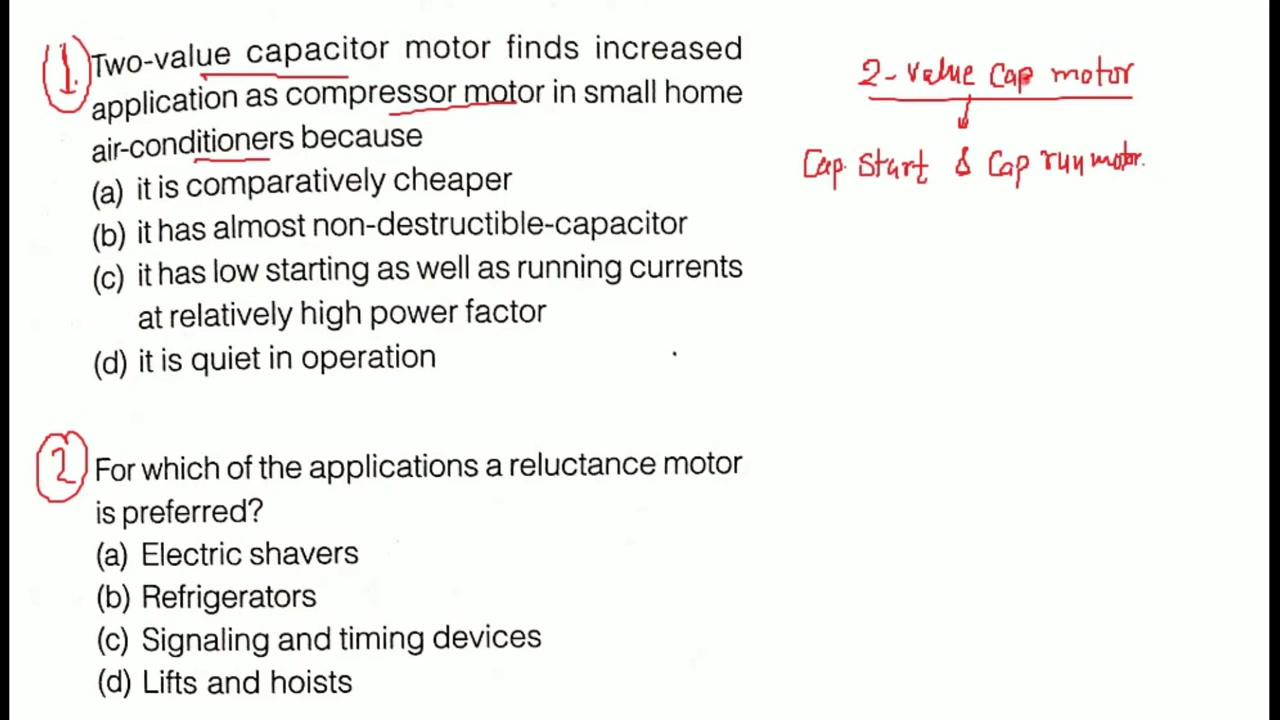 1.
Two-value capacitor motor finds increased
application as compressor motor in small home
air-conditioners because
(a) it is comparatively cheaper
(b) it has almost non-destructible-capacitor
(c) it has low starting as well as running currents
at relatively high power factor
(d) it is quiet in operation
2-value Cap motor
Cap. Start & Cap run motor.
2
For which of the applications a reluctance motor
is preferred?
(a) Electric shavers
(b) Refrigerators
(c) Signaling and timing devices
(d) Lifts and hoists